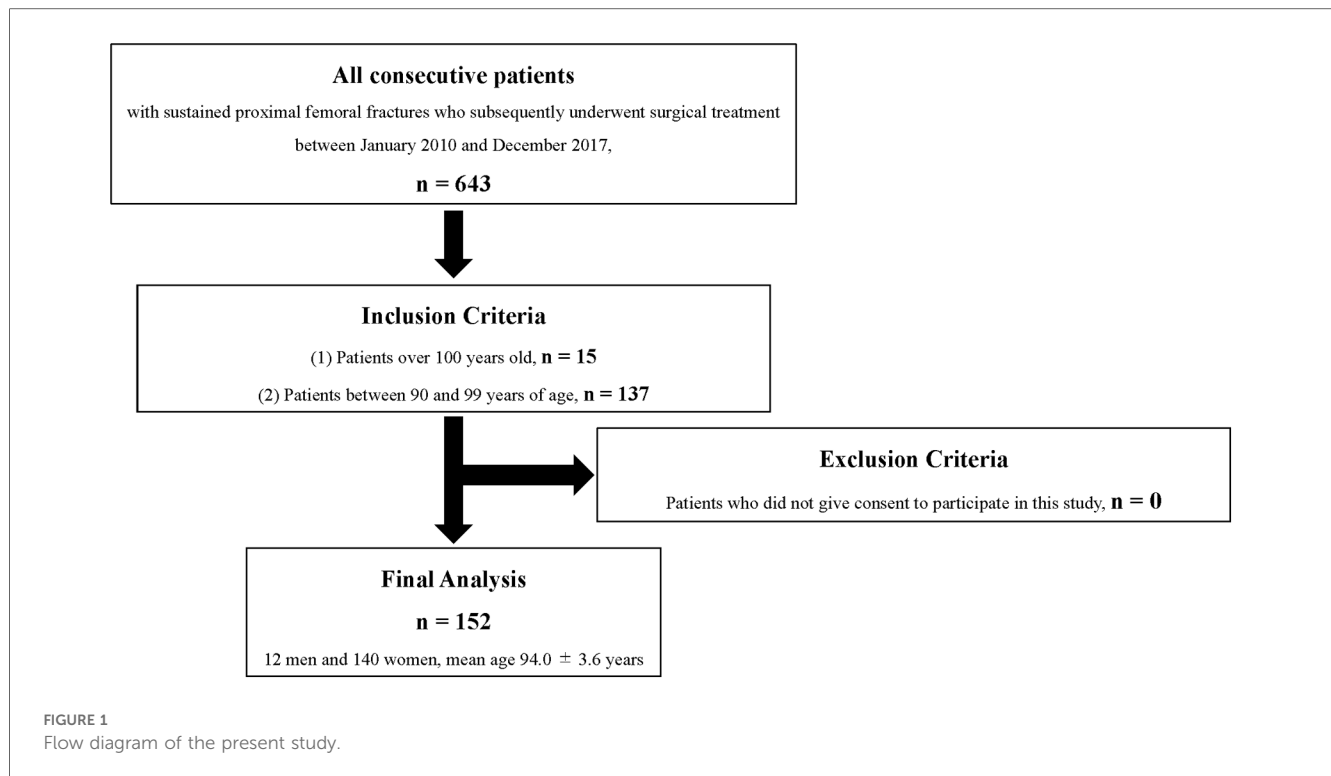 All consecutive patients
with sustained proximal femoral fractures who subsequently underwent surgical treatment
between January 2010 and December 2017,
n = 643
Inclusion Criteria
(1) Patients over 100 years old, n = 15
(2) Patients between 90 and 99 years of age, n = 137
Exclusion Criteria
Patients who did not give consent to participate in this study, n = 0
Final Analysis
n = 152
12 men and 140 women, mean age 94.0 ± 3.6 years
FIGURE 1
Flow diagram of the present study.